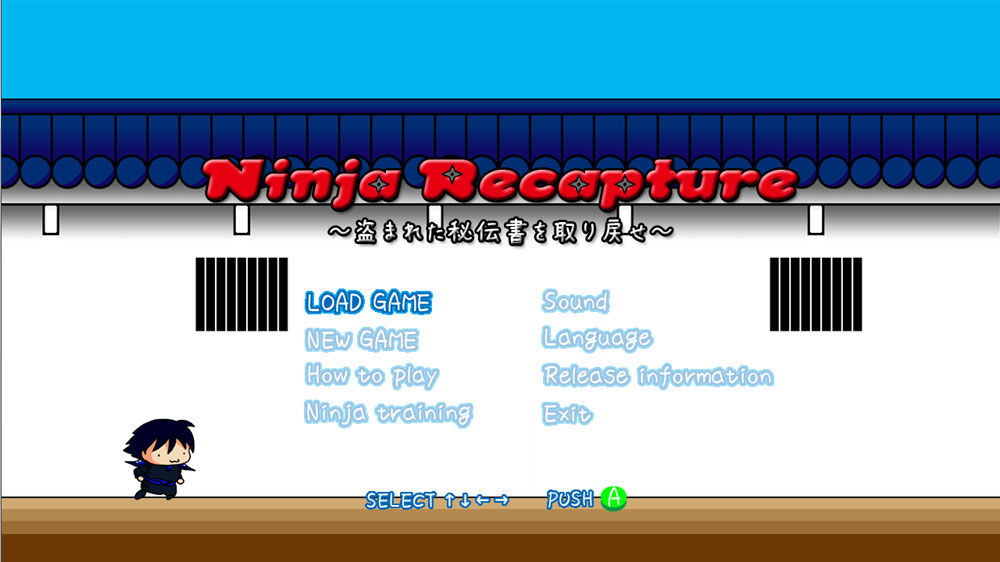 Ninja Recapture
～盗まれた秘伝書を取り戻せ～
LOAD GAME
NEW GAME
How to play
Ninja training
Sound
Language
Release information
Exit
SELECT ↑↓←→ PUSH A